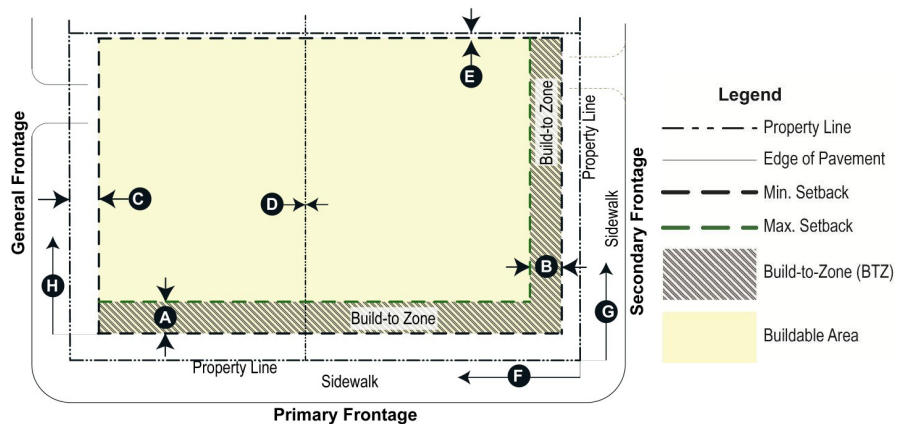 E
Build-to Zone
Property Line
General Frontage
C
D
Sidewalk
Secondary Frontage
H
B
G
A
Build-to Zone
Property Line
Sidewalk
F
Primary Frontage
Legend
Property Line
Edge of Pavement
Min. Setback
Max. Setback
Build-to-Zone (BTZ)
Buildable Area